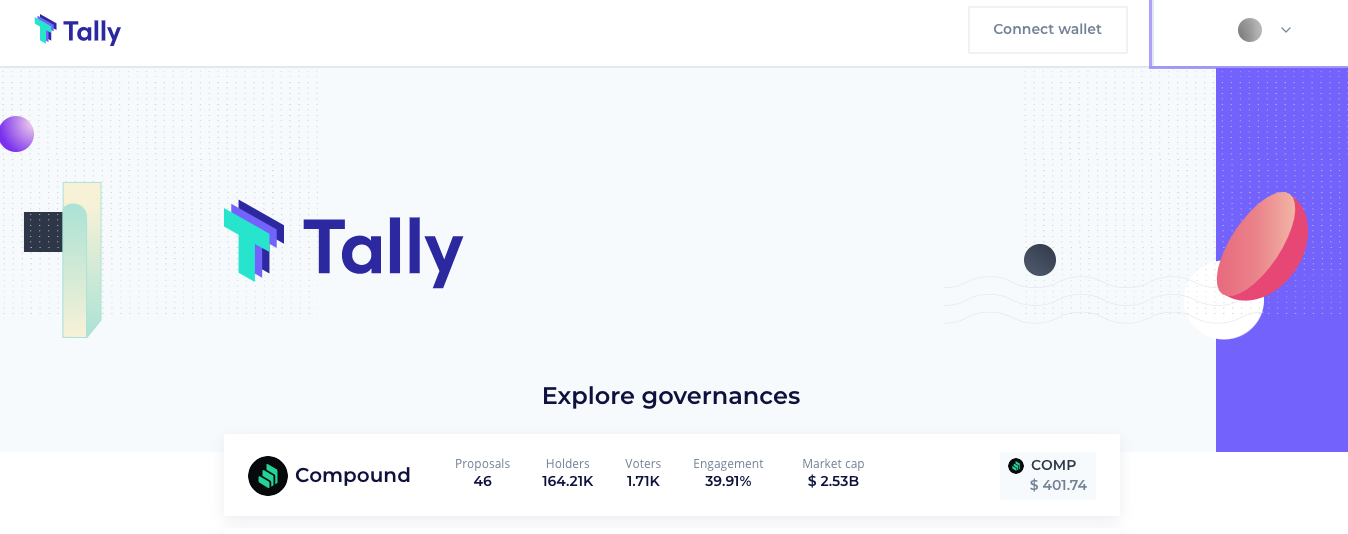 Tally
Connect wallet
Tally
Explore governances
Compound
Proposals
46
Holders
164.21K
Voters
1.71K
Engagement
39.91%
Market cap
$ 2.53B
COMP
$ 401.74